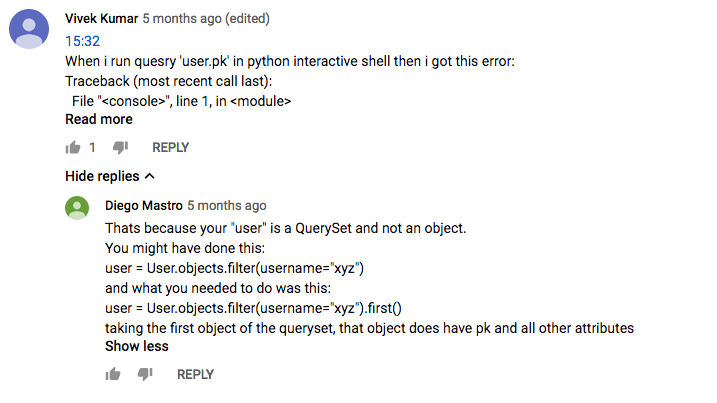 Vivek Kumar 5 months ago (edited)
15:32
When i run quesry 'user.pk' in python interactive shell then i got this error:
Traceback (most recent call last):
File "<console>", line 1, in <module>
Read more
1 REPLY
Hide replies
Diego Mastro 5 months ago
Thats because your "user" is a QuerySet and not an object.
You might have done this:
user = User.objects.filter(username="xyz")
and what you needed to do was this:
user = User.objects.filter(username="xyz").first()
taking the first object of the queryset, that object does have pk and all other attributes
Show less
REPLY